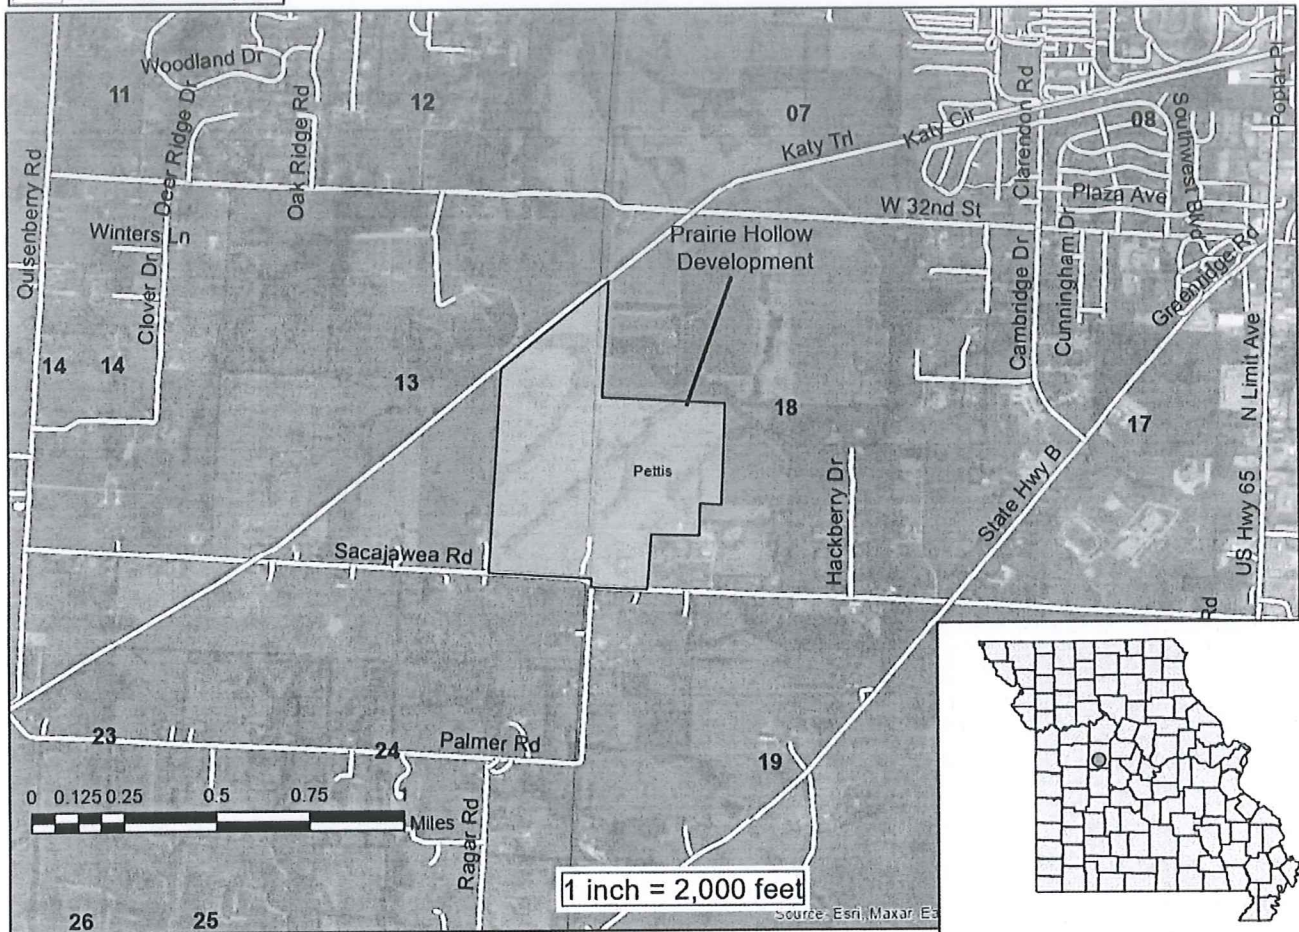 Woodland Dr
11
12
07
08
Deer Ridge Dr
Oak Ridge Rd
Quisenberry Rd
Katy Trl
Katy Cir
Clarendon Rd
Southwest Blvd
Poplar Pl
Plaza Ave
W 32nd St
Winters Ln
Clover Dr
Prairie Hollow
Development
Cambridge Dr
Cunningham Dr
Greenridge Rd
14
14
13
18
17
N Limit Ave
Pettis
Hackberry Dr
State Hwy B
US Hwy 65
Sacajawea Rd
Rd
23
24
Palmer Rd
19
0 0.125 0.25 0.5 0.75 1
Miles
Ragar Rd
1 inch = 2,000 feet
Source: Esri, Maxar, Ea
26
25